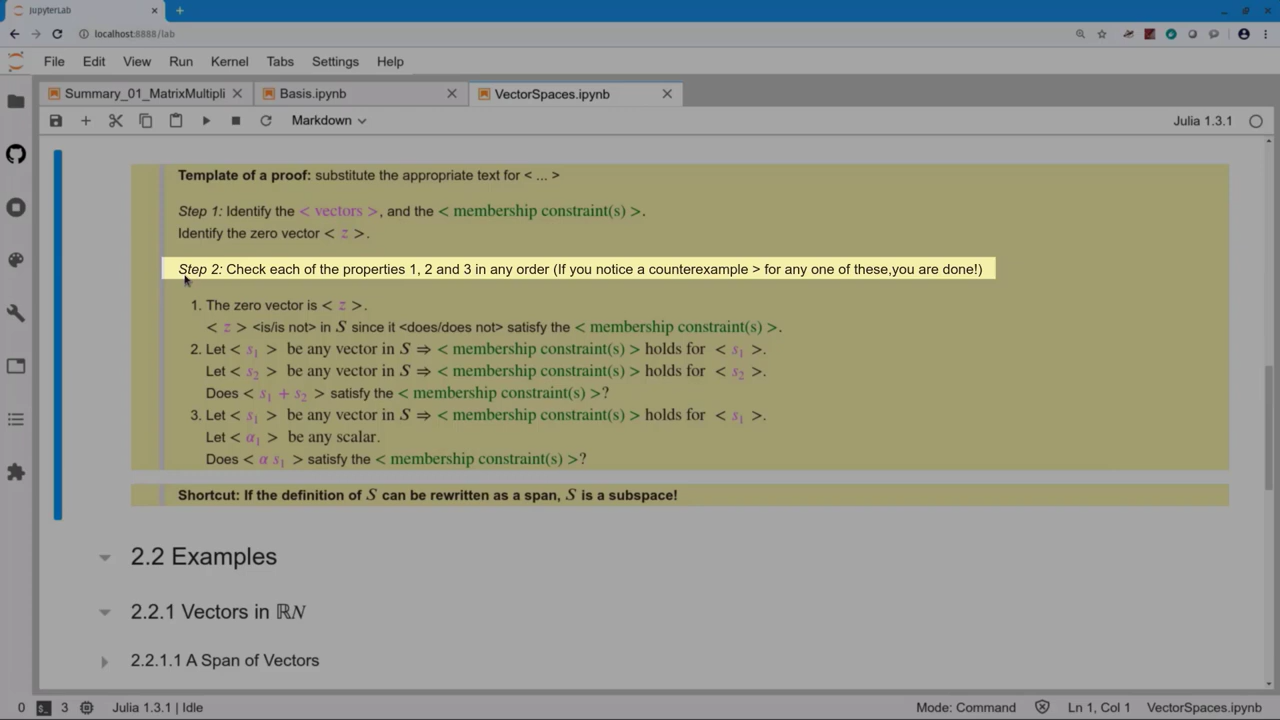 JupyterLab
localhost:8888/lab
File Edit View Run Kernel Tabs Settings Help
Summary_01_MatrixMultipli Basis.ipynb VectorSpaces.ipynb
Markdown Julia 1.3.1
Template of a proof: substitute the appropriate text for < ... >
Step 1: Identify the < vectors >, and the < membership constraint(s) >.
Identify the zero vector < z >.
Step 2: Check each of the properties 1, 2 and 3 in any order (If you notice a counterexample > for any one of these,you are done!)
1. The zero vector is < z >.
< z > <is/is not> in S since it <does/does not> satisfy the < membership constraint(s) >.
2. Let < s₁ > be any vector in S ⇒ < membership constraint(s) > holds for < s₁ >.
Let < s₂ > be any vector in S ⇒ < membership constraint(s) > holds for < s₂ >.
Does < s₁ + s₂ > satisfy the < membership constraint(s) >?
3. Let < s₁ > be any vector in S ⇒ < membership constraint(s) > holds for < s₁ >.
Let < α₁ > be any scalar.
Does < α s₁ > satisfy the < membership constraint(s) >?
Shortcut: If the definition of S can be rewritten as a span, S is a subspace!
2.2 Examples
2.2.1 Vectors in ℝN
2.2.1.1 A Span of Vectors
0 3 Julia 1.3.1 | Idle Mode: Command Ln 1, Col 1 VectorSpaces.ipynb